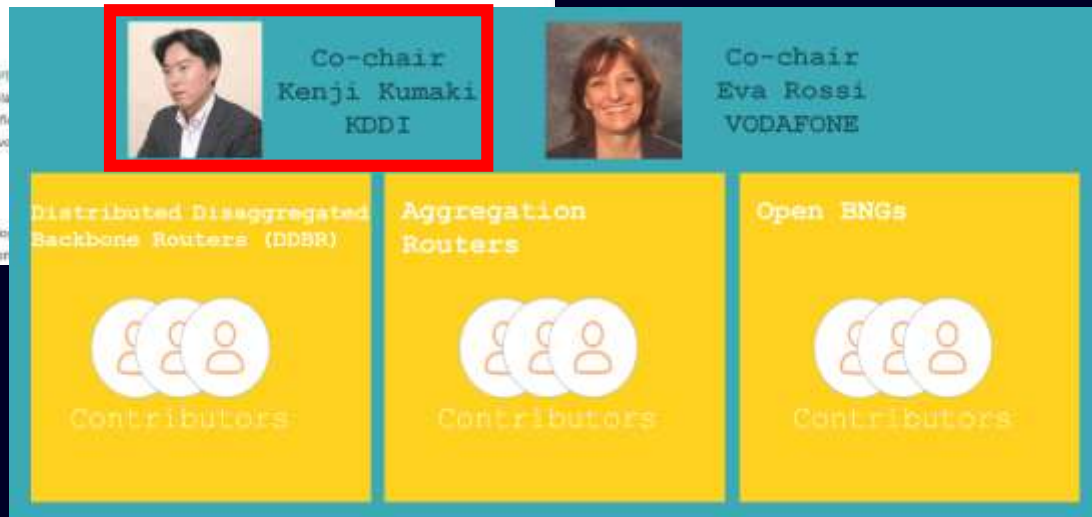 Co-chair
Kenji Kumaki
KDDI
Co-chair
Eva Rossi
VODAFONE
Distributed Disaggregated
Backbone Routers (DDBR)
Contributors
Aggregation
Routers
Contributors
Open BNGs
Contributors